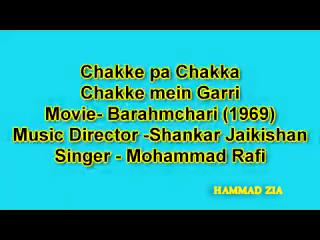 Chakke pa Chakka
Chakke mein Garri
Movie- Barahmchari (1969)
Music Director -Shankar Jaikishan
Singer - Mohammad Rafi
HAMMAD ZIA